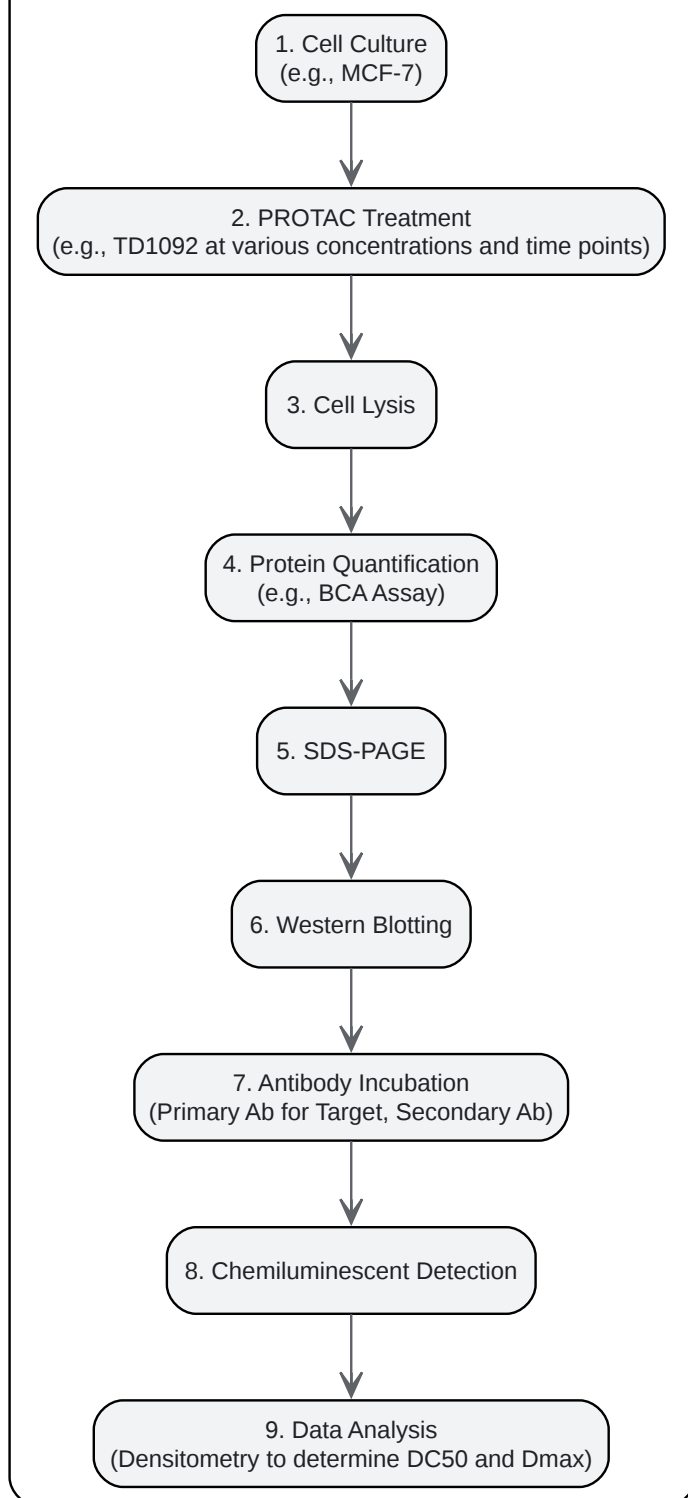 1. Cell Culture
(e.g., MCF-7)
2. PROTAC Treatment
(e.g., TD1092 at various concentrations and time points)
3. Cell Lysis
4. Protein Quantification
(e.g., BCA Assay)
5. SDS-PAGE
6. Western Blotting
7. Antibody Incubation
(Primary Ab for Target, Secondary Ab)
8. Chemiluminescent Detection
9. Data Analysis
(Densitometry to determine DC50 and Dmax)